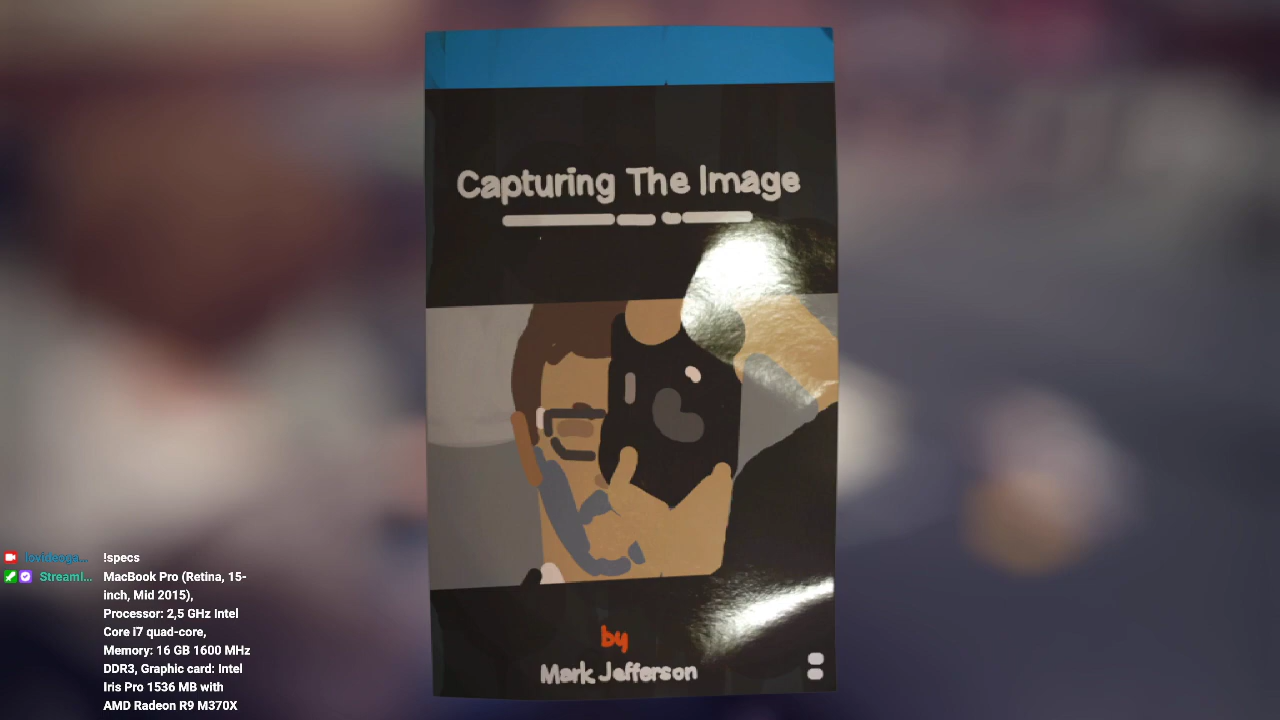 Capturing The Image
by
Mark Jefferson
!specs
Streaml...
MacBook Pro (Retina, 15-
inch, Mid 2015),
Processor: 2,5 GHz Intel
Core i7 quad-core,
Memory: 16 GB 1600 MHz
DDR3, Graphic card: Intel
Iris Pro 1536 MB with
AMD Radeon R9 M370X